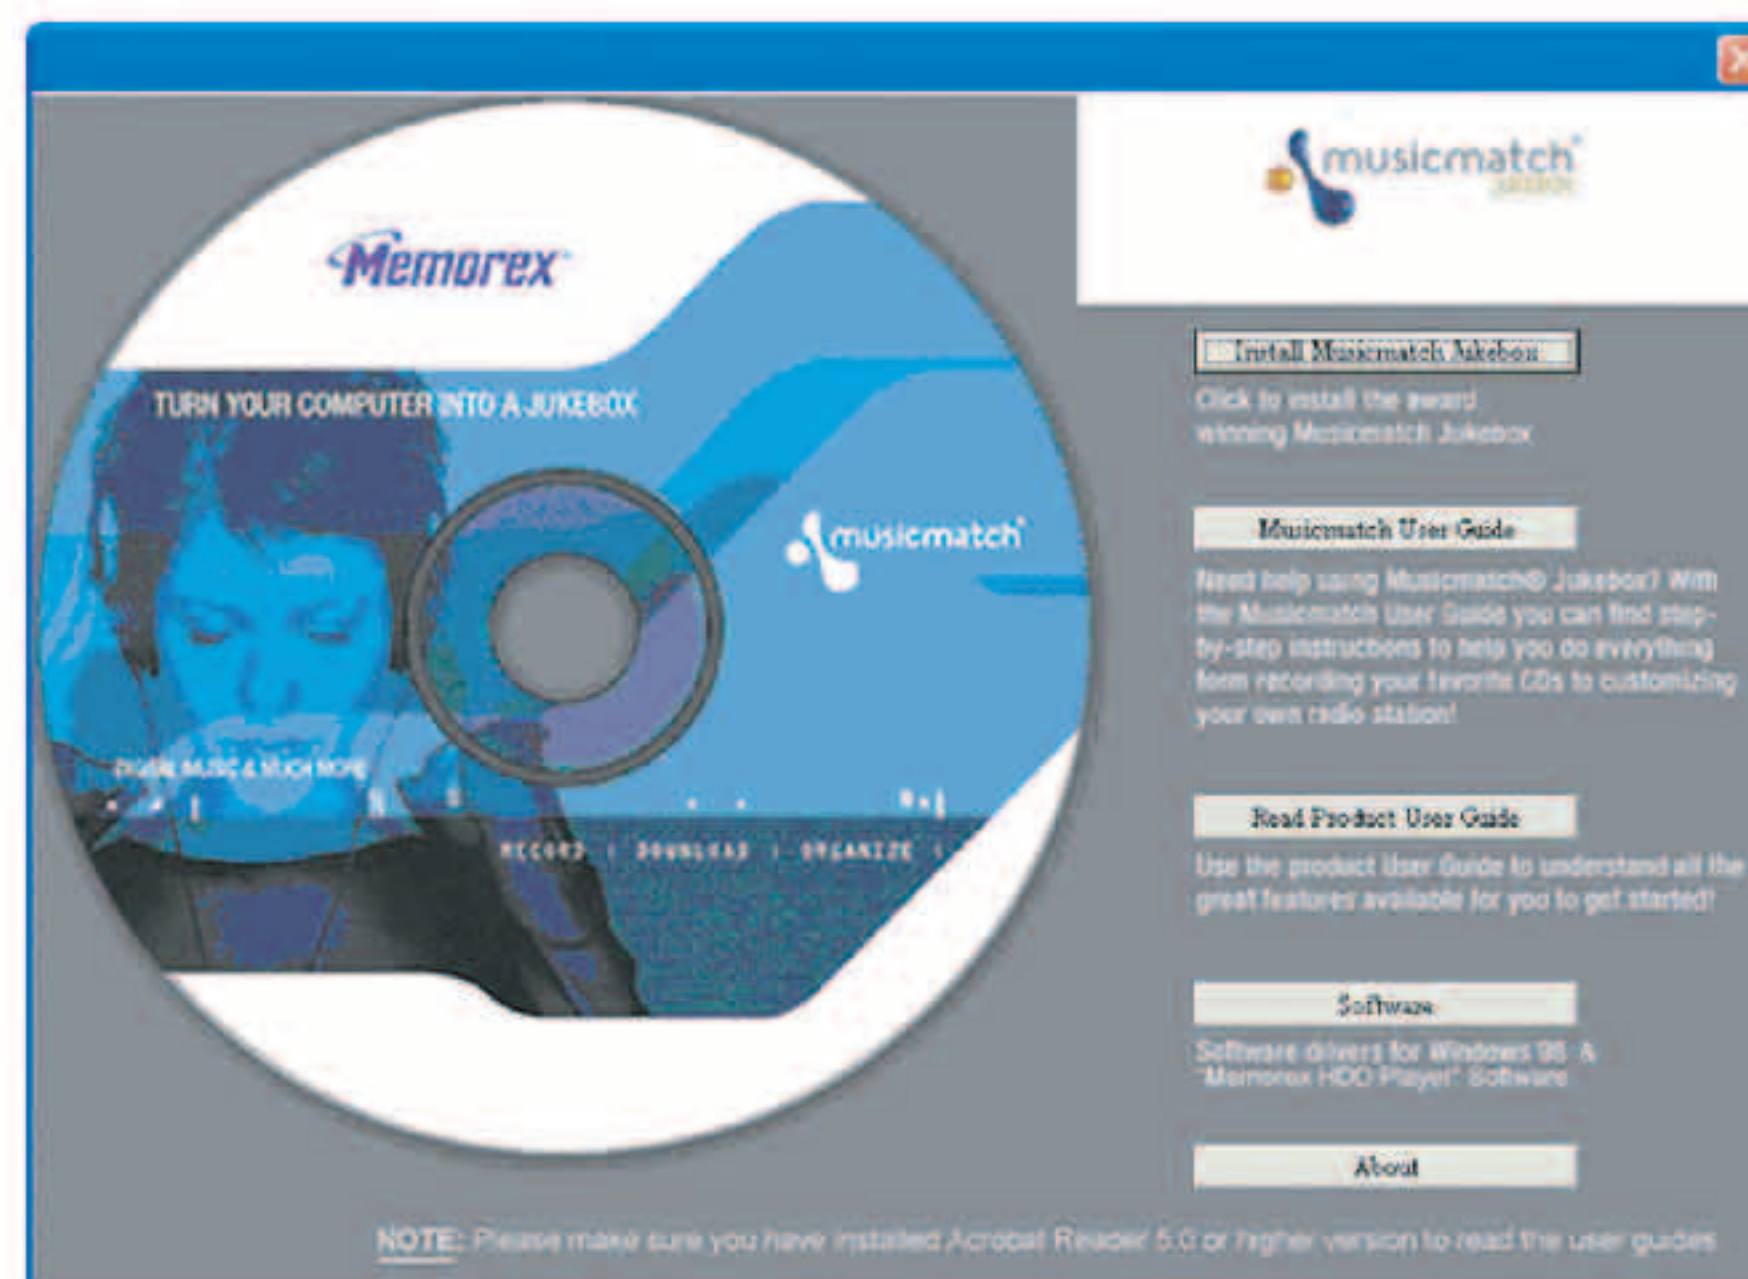 Memorex
TURN YOUR COMPUTER INTO A JUKEBOX
musicmatch
DIGITAL MUSIC & MUCH MORE
RECORD | DOWNLOAD | ORGANIZE |
musicmatch®
JUKEBOX
Install Musicmatch Jukebox
Click to install the award
winning Musicmatch Jukebox
Musicmatch User Guide
Need help using Musicmatch® Jukebox? With
the Musicmatch User Guide you can find step-
by-step instructions to help you do everything
form recording your favorite CDs to customizing
your own radio station!
Read Product User Guide
Use the product User Guide to understand all the
great features available for you to get started!
Software
Software drivers for Windows 98 &
"Memorex HDD Player" Software
About
NOTE: Please make sure you have installed Acrobat Reader 5.0 or higher version to read the user guides